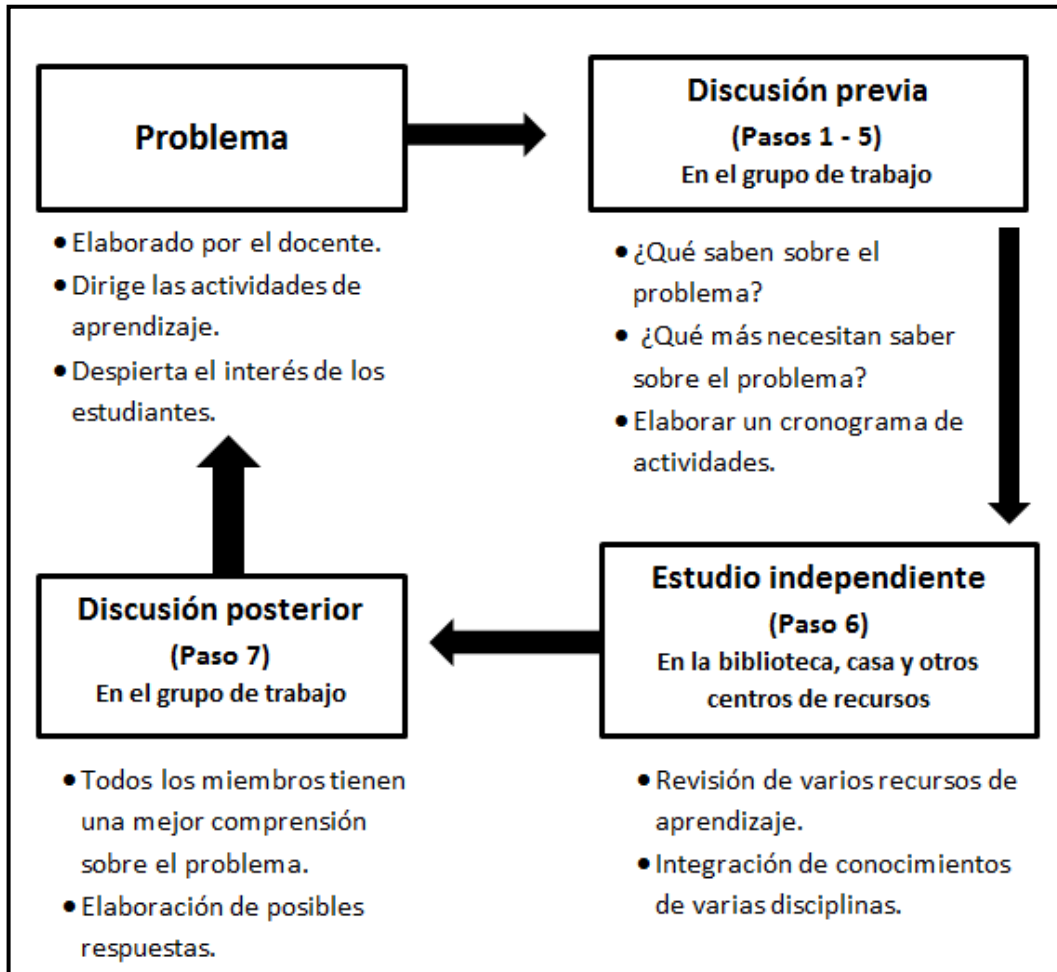 Problema
• Elaborado por el docente.
• Dirige las actividades de
aprendizaje.
• Despierta el interés de los
estudiantes.
Discusión previa
(Pasos 1 - 5)
En el grupo de trabajo
• ¿Qué saben sobre el
problema?
• ¿Qué más necesitan saber
sobre el problema?
• Elaborar un cronograma de
actividades.
Estudio independiente
(Paso 6)
En la biblioteca, casa y otros
centros de recursos
• Revisión de varios recursos de
aprendizaje.
• Integración de conocimientos
de varias disciplinas.
Discusión posterior
(Paso 7)
En el grupo de trabajo
• Todos los miembros tienen
una mejor comprensión
sobre el problema.
• Elaboración de posibles
respuestas.